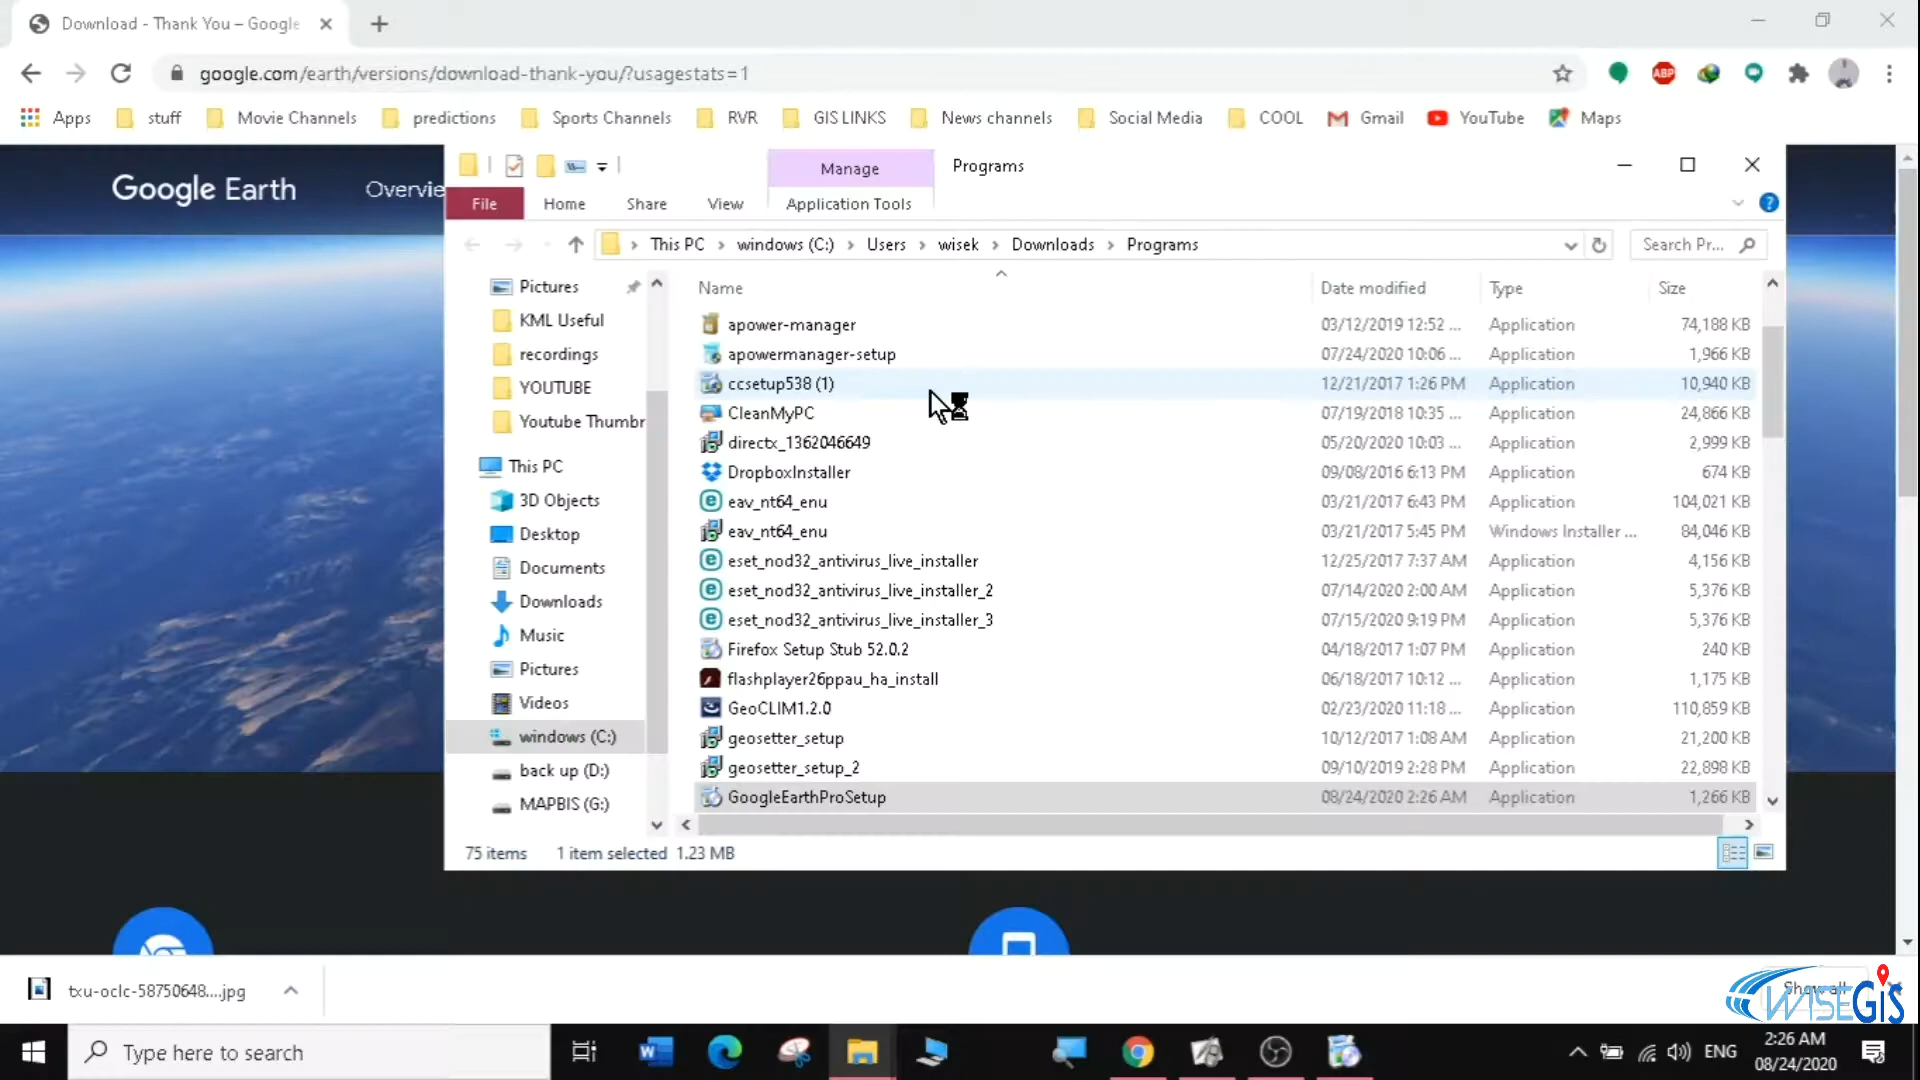 Download - Thank You – Google
google.com/earth/versions/download-thank-you/?usagestats=1
ABP
Apps stuff Movie Channels predictions Sports Channels RVR GIS LINKS News channels Social Media COOL Gmail YouTube Maps
Google Earth
Overvie
Manage Programs
File Home Share View Application Tools
This PC windows (C:) Users wisek Downloads Programs
Search Pr...
Pictures
KML Useful
recordings
YOUTUBE
Youtube Thumbr
This PC
3D Objects
Desktop
Documents
Downloads
Music
Pictures
Videos
windows (C:)
back up (D:)
MAPBIS (G:)
Name Date modified Type Size
apower-manager 03/12/2019 12:52 ... Application 74,188 KB
apowermanager-setup 07/24/2020 10:06 ... Application 1,966 KB
ccsetup538 (1) 12/21/2017 1:26 PM Application 10,940 KB
CleanMyPC 07/19/2018 10:35 ... Application 24,866 KB
directx_1362046649 05/20/2020 10:03 ... Application 2,999 KB
DropboxInstaller 09/08/2016 6:13 PM Application 674 KB
eav_nt64_enu 03/21/2017 6:43 PM Application 104,021 KB
eav_nt64_enu 03/21/2017 5:45 PM Windows Installer ... 84,046 KB
eset_nod32_antivirus_live_installer 12/25/2017 7:37 AM Application 4,156 KB
eset_nod32_antivirus_live_installer_2 07/14/2020 2:00 AM Application 5,376 KB
eset_nod32_antivirus_live_installer_3 07/15/2020 9:19 PM Application 5,376 KB
Firefox Setup Stub 52.0.2 04/18/2017 1:07 PM Application 240 KB
flashplayer26ppau_ha_install 06/18/2017 10:12 ... Application 1,175 KB
GeoCLIM1.2.0 02/23/2020 11:18 ... Application 110,859 KB
geosetter_setup 10/12/2017 1:08 AM Application 21,200 KB
geosetter_setup_2 09/10/2019 2:28 PM Application 22,898 KB
GoogleEarthProSetup 08/24/2020 2:26 AM Application 1,266 KB
75 items 1 item selected 1.23 MB
txu-oclc-58750648....jpg
Show all
WISEGIS
Type here to search
ENG
2:26 AM
08/24/2020